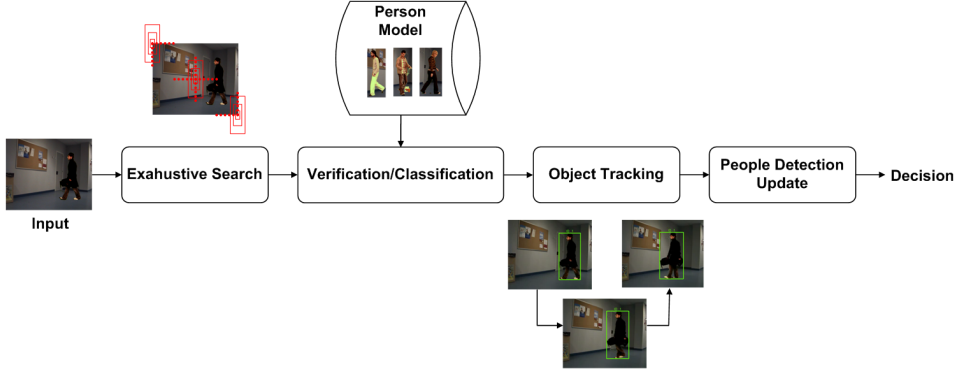 Person
Model
Input
Exahustive Search
Verification/Classification
Object Tracking
People Detection
Update
Decision